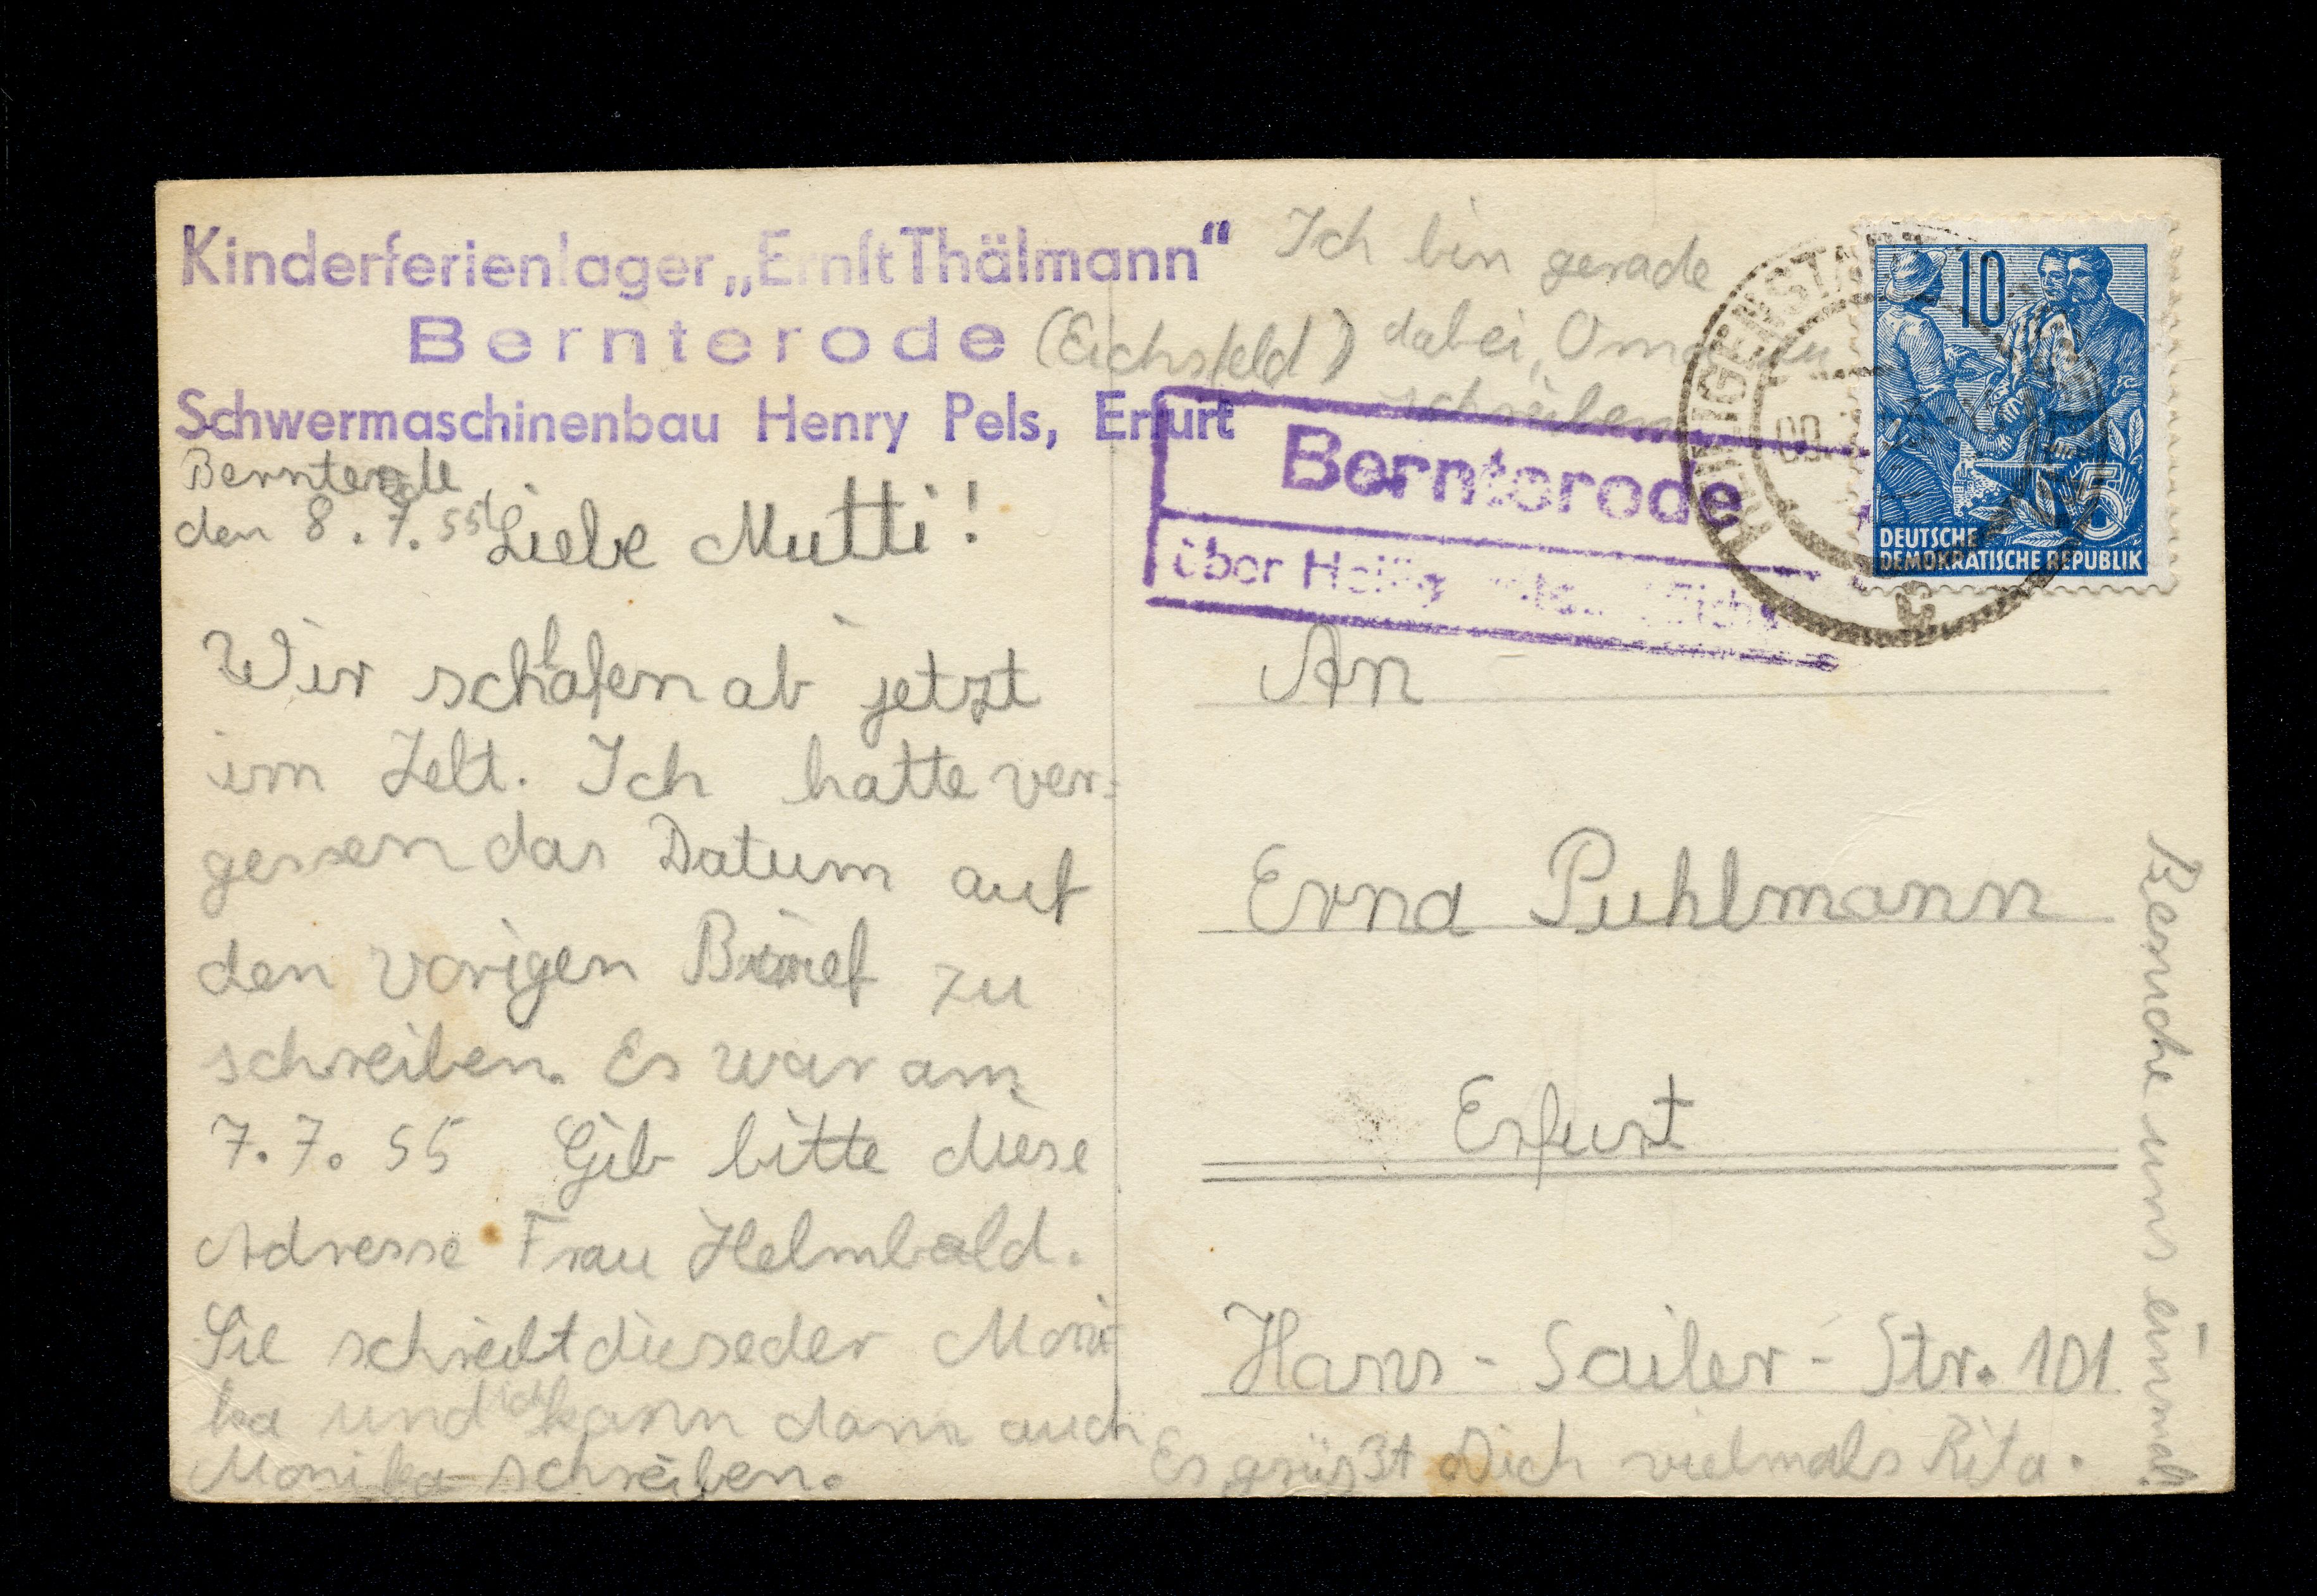 Kinderferienlager „Ernst Thälmann“
Bernterode (Eichsfeld)
Schwermaschinenbau Henry Pels, Erfurt
Bernterode
den 8.7.55
Liebe Mutti!
Wir schlafen ab jetzt
im Zelt. Ich hatte ver=
gessen das Datum auf
den vorigen Brief zu
schreiben. Es war am
7.7.55 Gib bitte diese
Adresse Frau Helmbold.
Sie schreibt diese der Moni=
ka und ich kann dann auch
Monika schreiben.
Ich bin gerade
dabei, Oma zu
schreiben
Bernterode
über Heilig
HEILIGENSTADT
10
DEUTSCHE
DEMOKRATISCHE REPUBLIK
An
Erna Puhlmann
Erfurt
Hans-Sailer-Str. 101
Es grüßt Dich vielmals Rita.
Besuche uns einmal!